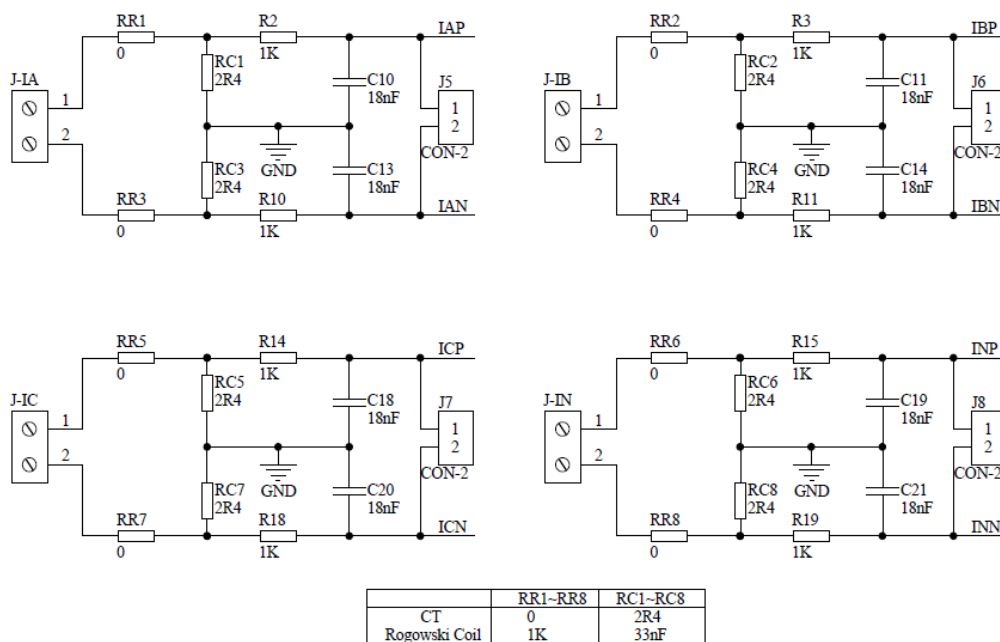 RR1 R2 IAP
0 1K
RC1
2R4
C10
18nF
J-IA
J5
1
1
2
2
GND
CON-2
RC3
2R4
C13
18nF
RR3 R10 IAN
0 1K
RR2 R3 IBP
0 1K
RC2
2R4
C11
18nF
J-IB
J6
1
1
2
2
GND
CON-2
RC4
2R4
C14
18nF
RR4 R11 IBN
0 1K
RR5 R14 ICP
0 1K
RC5
2R4
C18
18nF
J-IC
J7
1
1
2
2
GND
CON-2
RC7
2R4
C20
18nF
RR7 R18 ICN
0 1K
RR6 R15 INP
0 1K
RC6
2R4
C19
18nF
J-IN
J8
1
1
2
2
GND
CON-2
RC8
2R4
C21
18nF
RR8 R19 INN
0 1K
RR1~RR8 RC1~RC8
CT 0 2R4
Rogowski Coil 1K 33nF